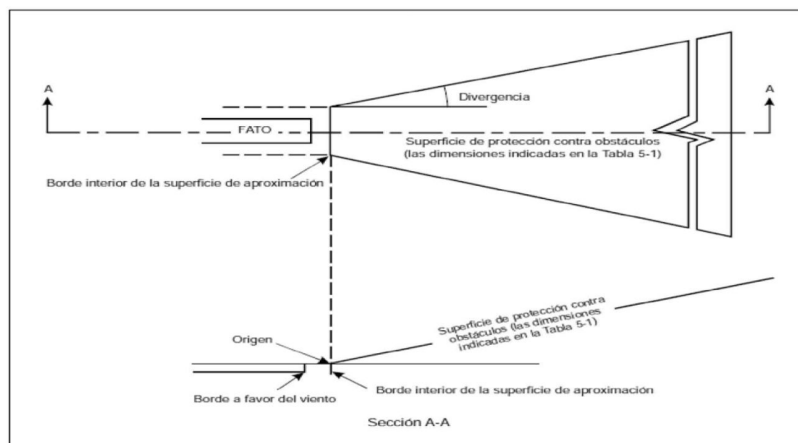 A
A
Divergencia
FATO
Superficie de protección contra obstáculos
(las dimensiones indicadas en la Tabla 5-1)
Borde interior de la superficie de aproximación
Superficie de protección contra
obstáculos (las dimensiones
indicadas en la Tabla 5-1)
Origen
Borde a favor del viento
Borde interior de la superficie de aproximación
Sección A-A